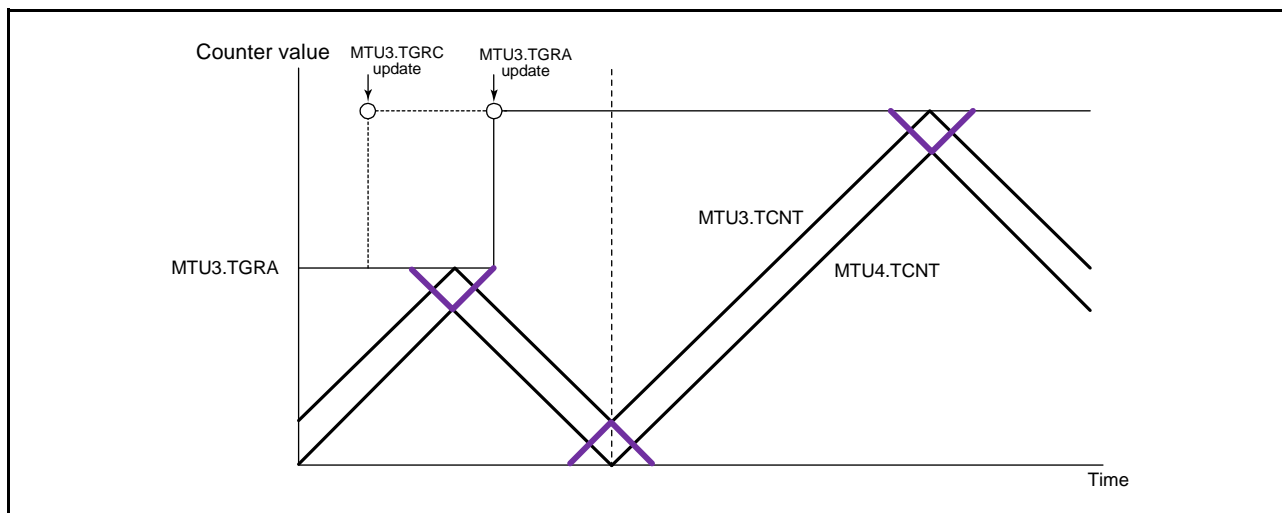 Counter value
MTU3.TGRC
update
MTU3.TGRA
update
MTU3.TCNT
MTU4.TCNT
MTU3.TGRA
Time